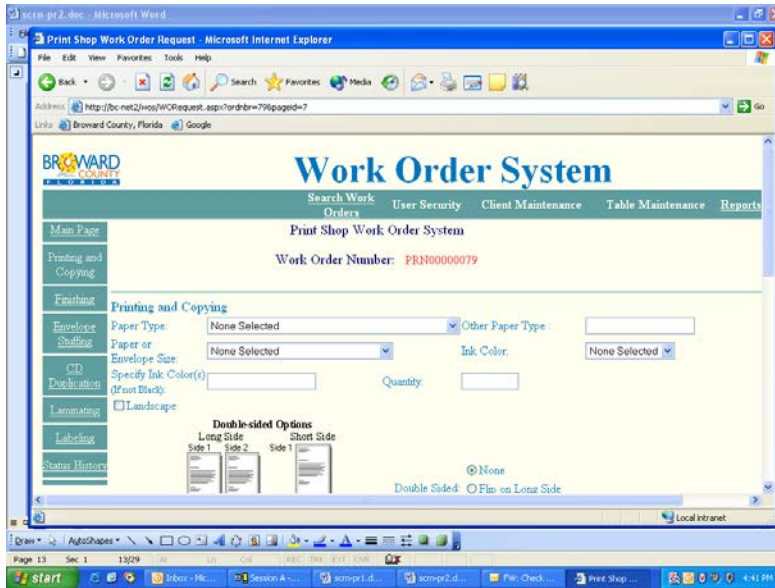 scrn-pr2.doc - Microsoft Word
Print Shop Work Order Request - Microsoft Internet Explorer
File Edit View Favorites Tools Help
Back Search Favorites Media
Address http://bc-net2/wos/WORequest.aspx?ordnbr=79&pageid=7 Go
Links Broward County, Florida Google
BROWARD COUNTY
FLORIDA
Work Order System
Search Work Orders User Security Client Maintenance Table Maintenance Reports
Main Page
Printing and Copying
Finishing
Envelope Stuffing
CD Duplication
Laminating
Labeling
Status History
Print Shop Work Order System
Work Order Number: PRN00000079
Printing and Copying
Paper Type: None Selected Other Paper Type :
Paper or Envelope Size: None Selected Ink Color: None Selected
Specify Ink Color(s) (If not Black): Quantity:
Landscape
Double-sided Options
Long Side Short Side
Side 1 Side 2 Side 1
None
Double Sided: Flip on Long Side
Local intranet
Draw AutoShapes
Page 13 Sec 1 13/29 At Ln Col REC TRK EXT OVR
start Inbox - Mic... Session A -... scrn-pr1.d... scrn-pr2.d... FW: Check ... Print Shop ... 4:41 PM